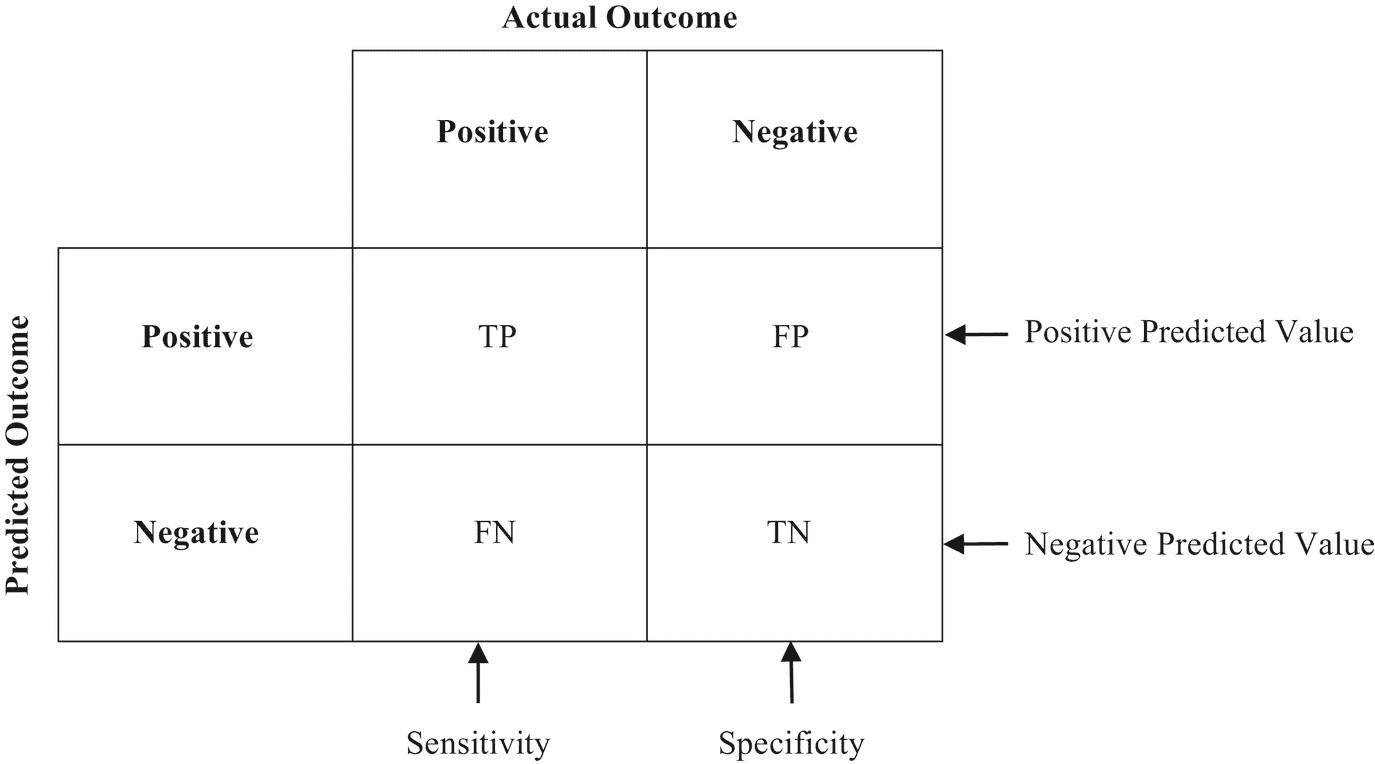 Actual Outcome
Positive
Negative
Predicted Outcome
Positive
TP
FP
Positive Predicted Value
Negative
FN
TN
Negative Predicted Value
Sensitivity
Specificity